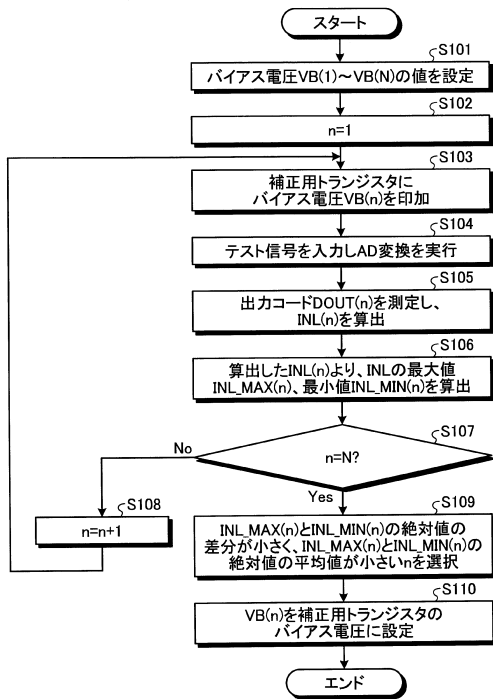 スタート
S101
バイアス電圧VB(1)～VB(N)の値を設定
S102
n=1
S103
補正用トランジスタに
バイアス電圧VB(n)を印加
S104
テスト信号を入力しAD変換を実行
S105
出力コードDOUT(n)を測定し、
INL(n)を算出
S106
算出したINL(n)より、INLの最大値
INL_MAX(n)、最小値INL_MIN(n)を算出
S107
n=N?
No
Yes
S108
n=n+1
S109
INL_MAX(n)とINL_MIN(n)の絶対値の
差分が小さく、INL_MAX(n)とINL_MIN(n)の
絶対値の平均値が小さいnを選択
S110
VB(n)を補正用トランジスタの
バイアス電圧に設定
エンド